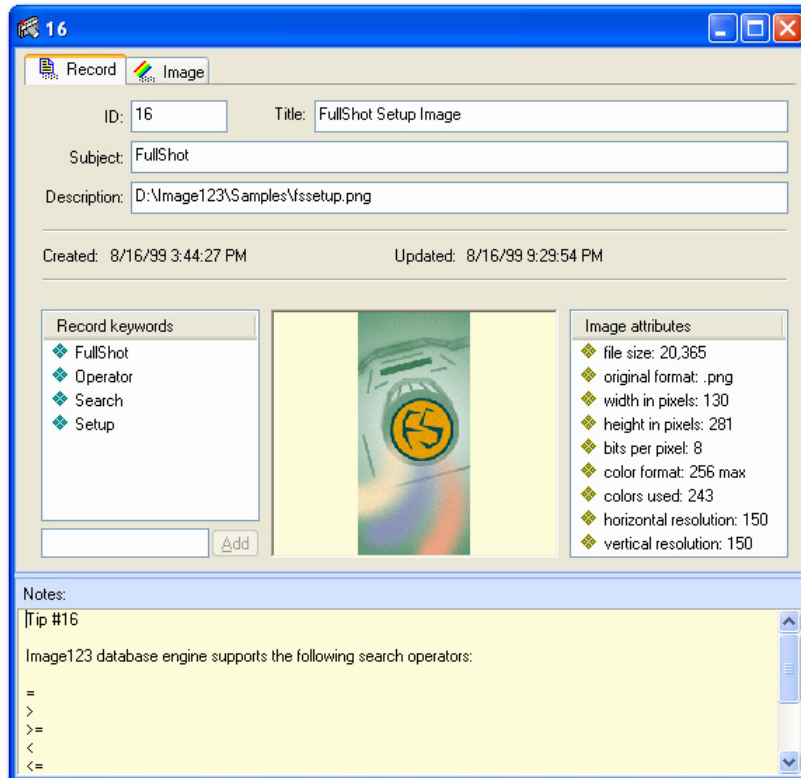 16
Record Image
ID: 16 Title: FullShot Setup Image
Subject: FullShot
Description: D:\Image123\Samples\fssetup.png
Created: 8/16/99 3:44:27 PM Updated: 8/16/99 9:29:54 PM
Record keywords
FullShot
Operator
Search
Setup
Add
FS
Image attributes
file size: 20,365
original format: .png
width in pixels: 130
height in pixels: 281
bits per pixel: 8
color format: 256 max
colors used: 243
horizontal resolution: 150
vertical resolution: 150
Notes:
Tip #16
Image123 database engine supports the following search operators:
=
>
>=
<
<=